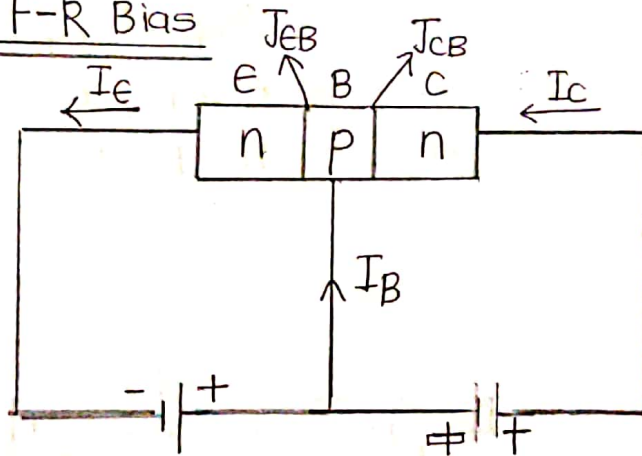 F-R Bias
JEB JCB
IE E B C IC
n p n
IB
- + +